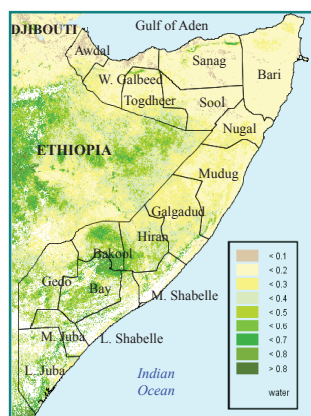 Gulf of Aden
DJIBOUTI
Awdal
Sanag
W. Galbeed
Bari
Togdheer
Sool
Nugal
ETHIOPIA
Mudug
Galgadud
Hiran
Bakool
Gedo
Bay
M. Shabelle
M. Juba
L. Shabelle
L. Juba
Indian
Ocean
< 0.1
< 0.2
< 0.3
< 0.4
< 0.5
< 0.6
< 0.7
< 0.8
> 0.8
water